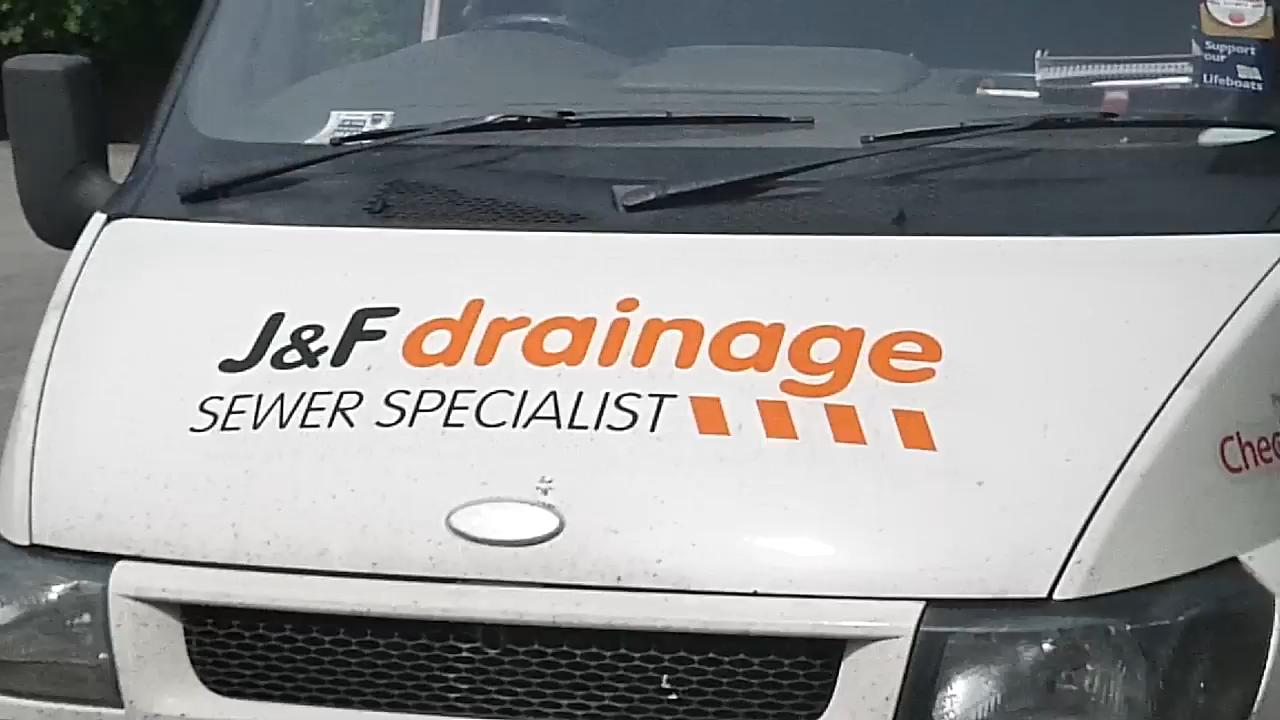 Support
our
Lifeboats
J&F drainage
SEWER SPECIALIST